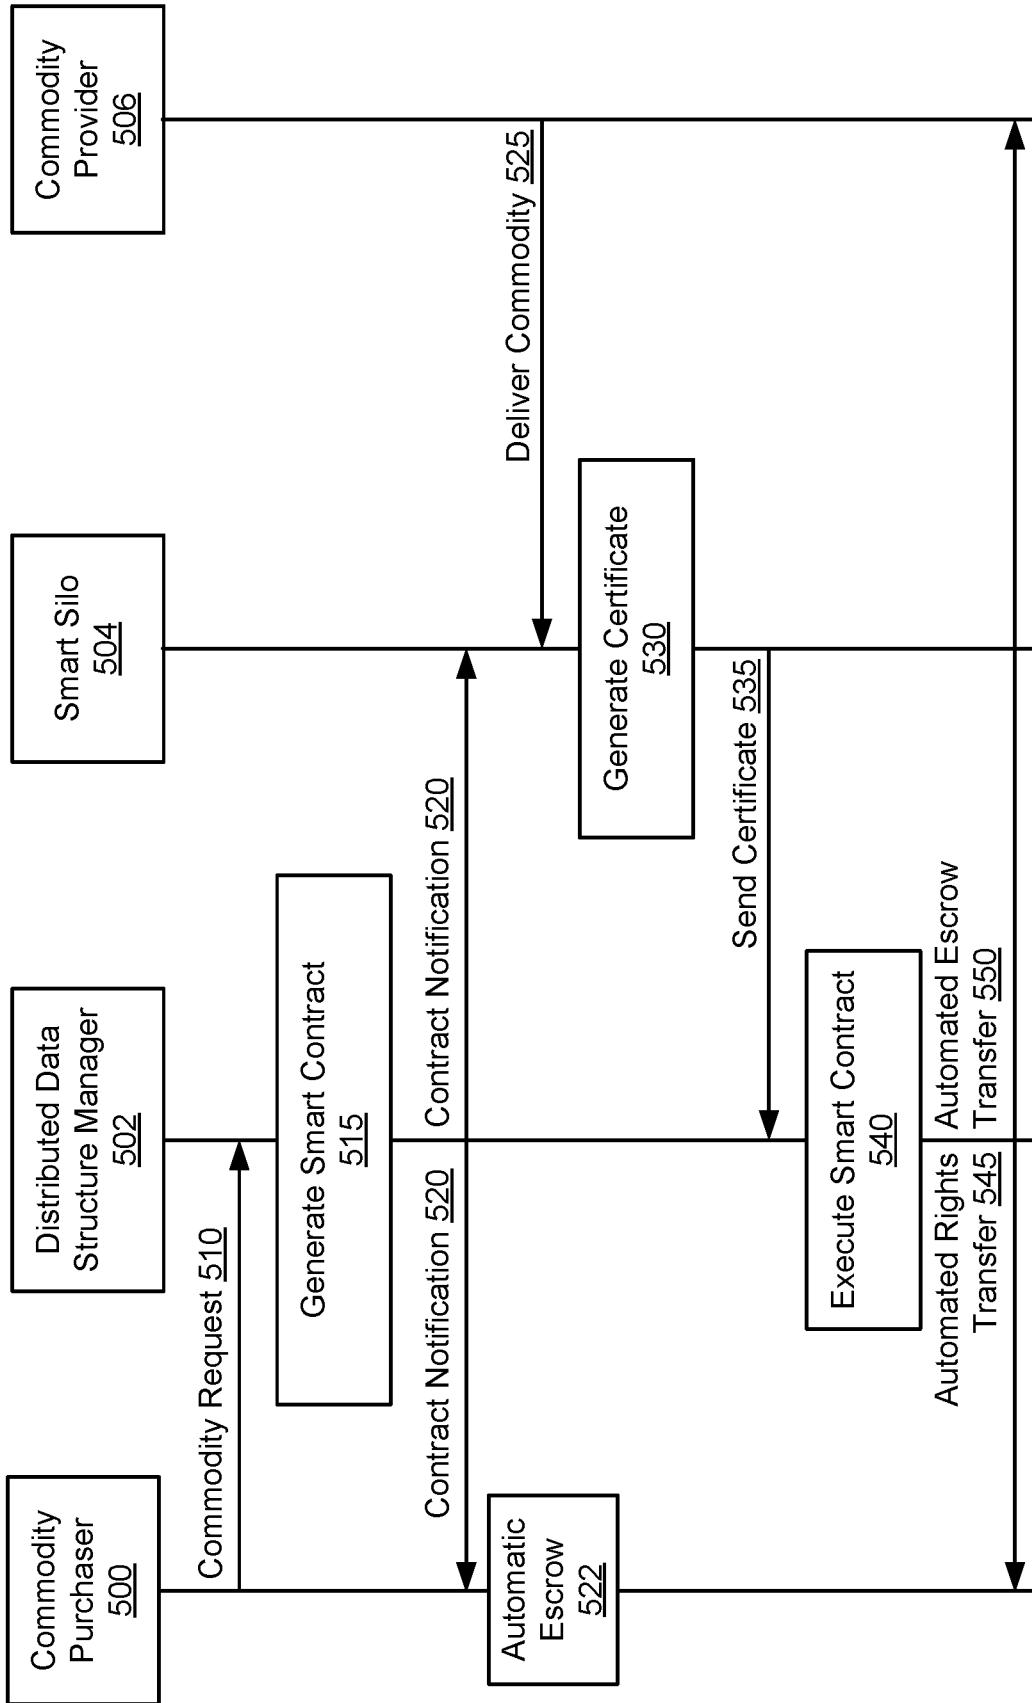 Commodity
Purchaser
500
Distributed Data
Structure Manager
502
Smart Silo
504
Commodity
Provider
506
Commodity Request 510
Generate Smart Contract
515
Contract Notification 520
Contract Notification 520
Automatic
Escrow
522
Deliver Commodity 525
Generate Certificate
530
Send Certificate 535
Execute Smart Contract
540
Automated Rights
Transfer 545
Automated Escrow
Transfer 550